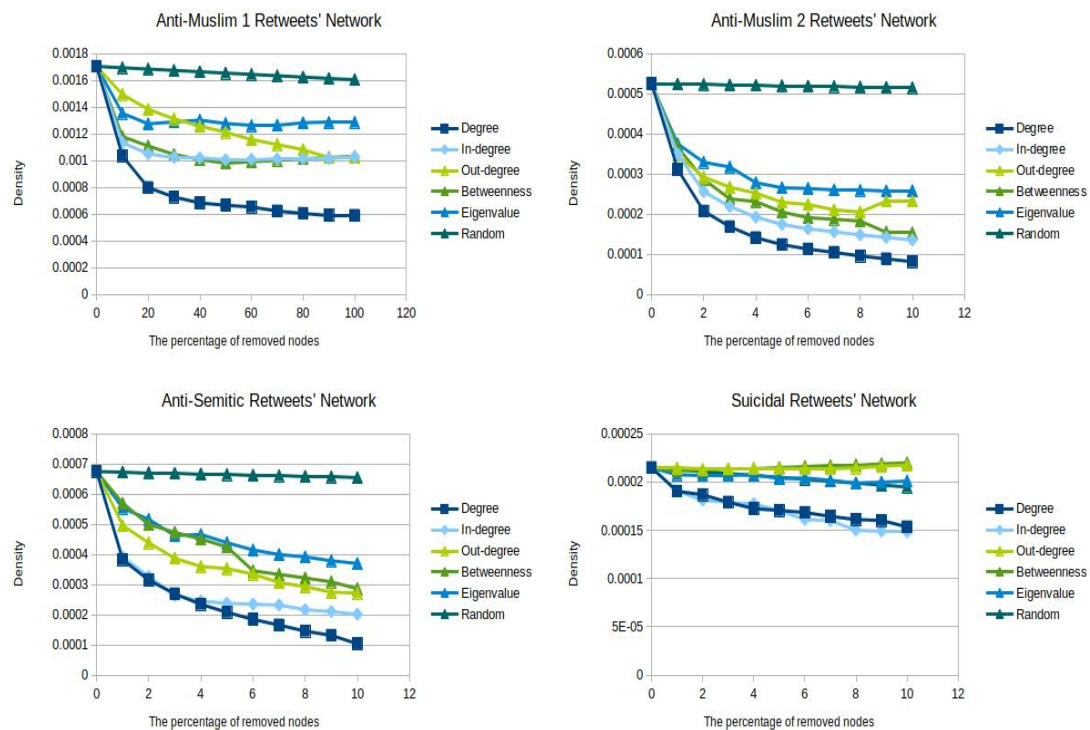 Anti-Muslim 1 Retweets' Network
0.0018
0.0016
0.0014
0.0012
0.001
0.0008
0.0006
0.0004
0.0002
0
Density
0 20 40 60 80 100 120
The percentage of removed nodes
Degree
In-degree
Out-degree
Betweenness
Eigenvalue
Random
Anti-Muslim 2 Retweets' Network
0.0006
0.0005
0.0004
0.0003
0.0002
0.0001
0
Density
0 2 4 6 8 10 12
The percentage of removed nodes
Degree
In-degree
Out-degree
Betweenness
Eigenvalue
Random
Anti-Semitic Retweets' Network
0.0008
0.0007
0.0006
0.0005
0.0004
0.0003
0.0002
0.0001
0
Density
0 2 4 6 8 10 12
The percentage of removed nodes
Degree
In-degree
Out-degree
Betweenness
Eigenvalue
Random
Suicidal Retweets' Network
0.00025
0.0002
0.00015
0.0001
5E-05
0
Density
0 2 4 6 8 10 12
The percentage of removed nodes
Degree
In-degree
Out-degree
Betweenness
Eigenvalue
Random